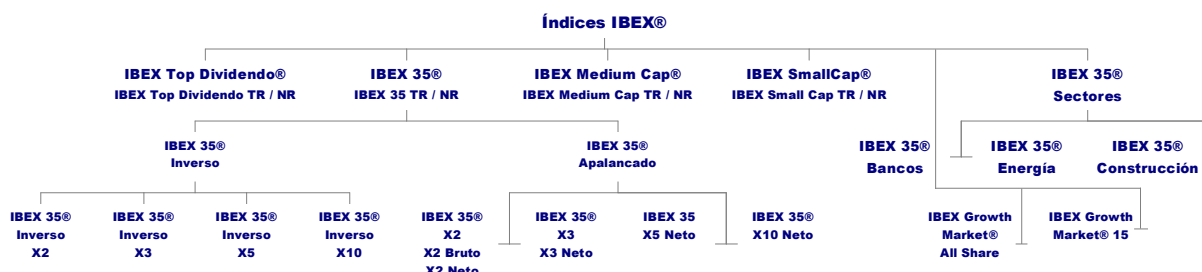 Índices IBEX®
IBEX Top Dividendo®
IBEX Top Dividendo TR / NR
IBEX 35®
IBEX 35 TR / NR
IBEX Medium Cap®
IBEX Medium Cap TR / NR
IBEX SmallCap®
IBEX Small Cap TR / NR
IBEX 35®
Sectores
IBEX 35®
Inverso
IBEX 35®
Apalancado
IBEX 35®
Bancos
IBEX 35®
Energía
IBEX 35®
Construcción
IBEX 35®
Inverso
X2
IBEX 35®
Inverso
X3
IBEX 35®
Inverso
X5
IBEX 35®
Inverso
X10
IBEX 35®
X2
X2 Bruto
X2 Neto
IBEX 35®
X3
X3 Neto
IBEX 35
X5 Neto
IBEX 35®
X10 Neto
IBEX Growth
Market®
All Share
IBEX Growth
Market® 15